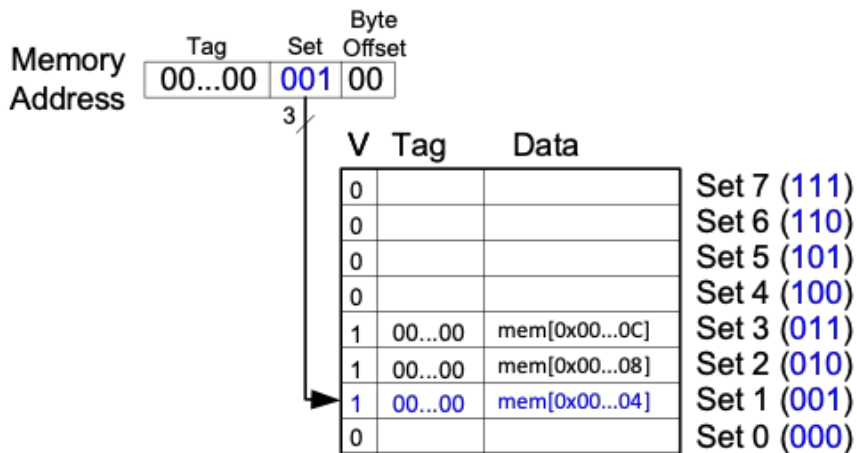 Byte
Tag Set Offset
Memory
Address
00...00 001 00
3
V Tag Data
0 Set 7 (111)
0 Set 6 (110)
0 Set 5 (101)
0 Set 4 (100)
1 00...00 mem[0x00...0C] Set 3 (011)
1 00...00 mem[0x00...08] Set 2 (010)
1 00...00 mem[0x00...04] Set 1 (001)
0 Set 0 (000)